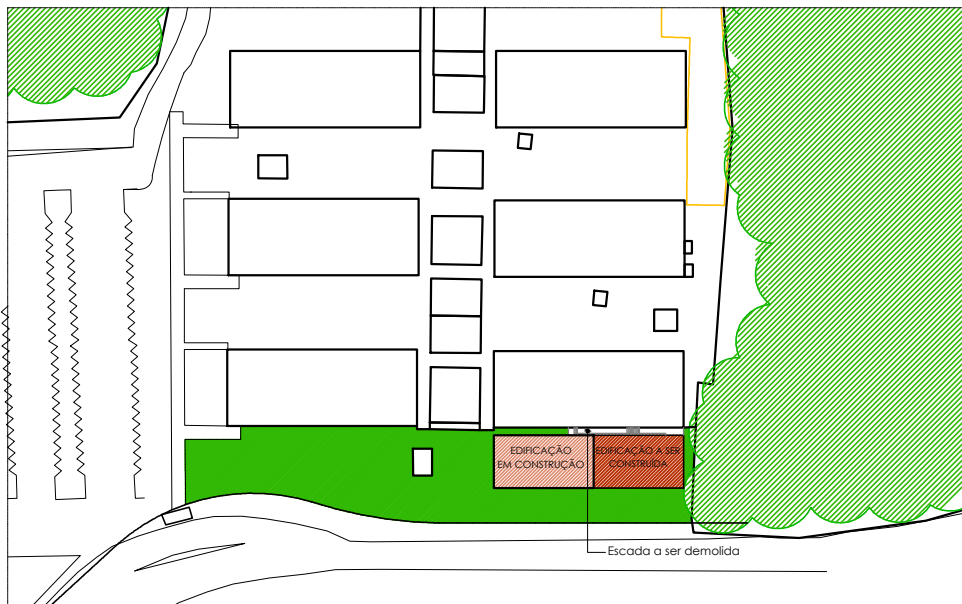 EDIFICAÇÃO
EM CONSTRUÇÃO
EDIFICAÇÃO A SER
CONSTRUÍDA
Escada a ser demolida